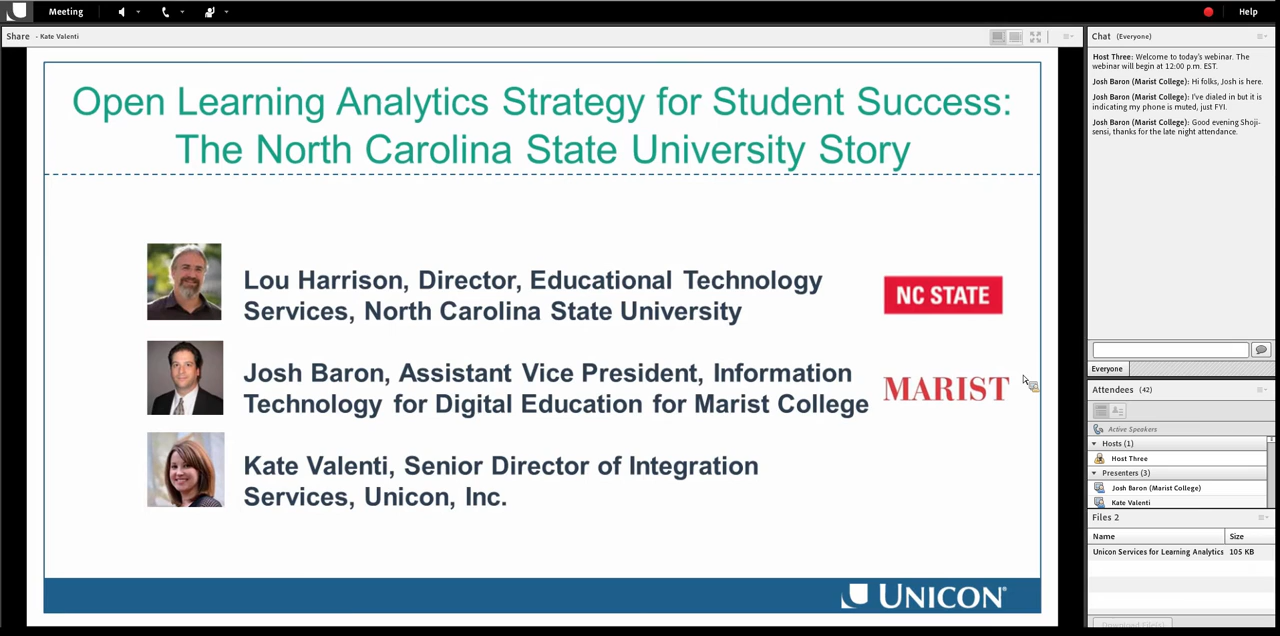 Meeting
Help
Share - Kate Valenti
Open Learning Analytics Strategy for Student Success:
The North Carolina State University Story
Lou Harrison, Director, Educational Technology
Services, North Carolina State University
NC STATE
Josh Baron, Assistant Vice President, Information
Technology for Digital Education for Marist College
MARIST
Kate Valenti, Senior Director of Integration
Services, Unicon, Inc.
UNICON®
Chat (Everyone)
Host Three: Welcome to today's webinar. The
webinar will begin at 12:00 p.m. EST.
Josh Baron (Marist College): Hi folks, Josh is here.
Josh Baron (Marist College): I've dialed in but it is
indicating my phone is muted, just FYI.
Josh Baron (Marist College): Good evening Shoji-
sensi, thanks for the late night attendance.
Everyone
Attendees (42)
Active Speakers
Hosts (1)
Host Three
Presenters (3)
Josh Baron (Marist College)
Kate Valenti
Files 2
Name Size
Unicon Services for Learning Analytics 105 KB
Download File(s)